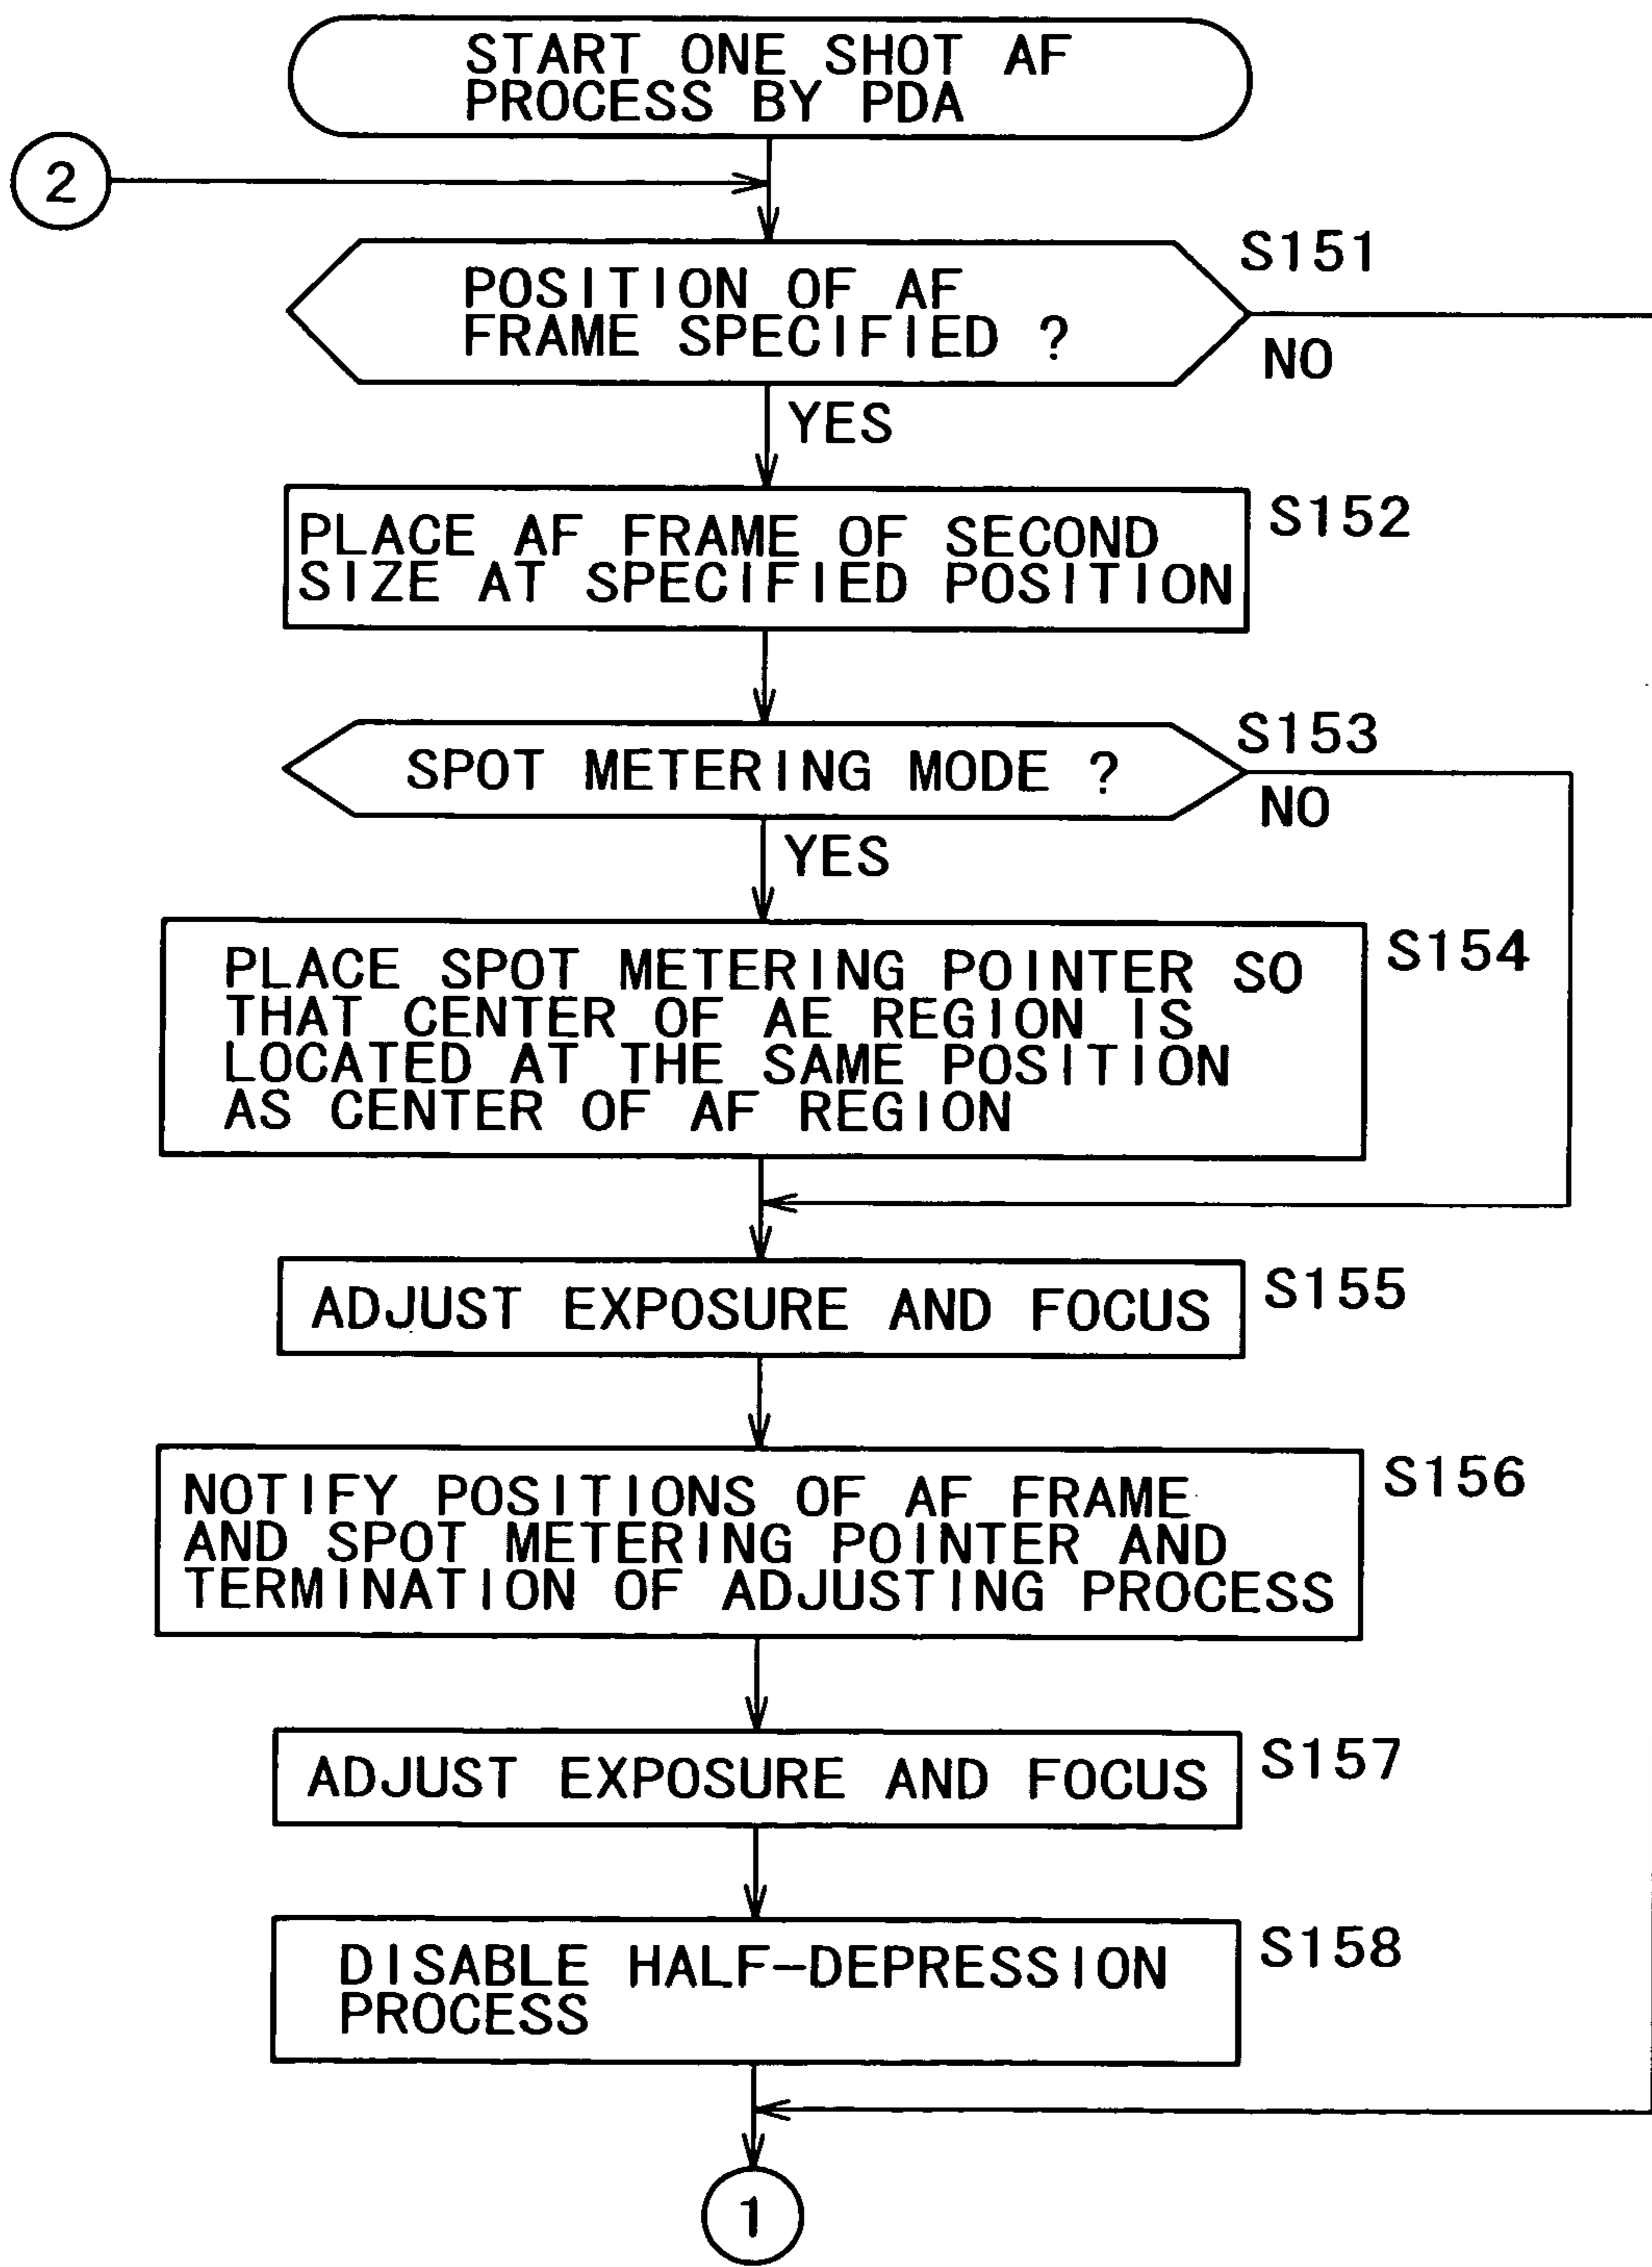 START ONE SHOT AF
PROCESS BY PDA
2
S151
POSITION OF AF
FRAME SPECIFIED ?
NO
YES
S152
PLACE AF FRAME OF SECOND
SIZE AT SPECIFIED POSITION
S153
SPOT METERING MODE ?
NO
YES
S154
PLACE SPOT METERING POINTER SO
THAT CENTER OF AE REGION IS
LOCATED AT THE SAME POSITION
AS CENTER OF AF REGION
S155
ADJUST EXPOSURE AND FOCUS
S156
NOTIFY POSITIONS OF AF FRAME
AND SPOT METERING POINTER AND
TERMINATION OF ADJUSTING PROCESS
S157
ADJUST EXPOSURE AND FOCUS
S158
DISABLE HALF-DEPRESSION
PROCESS
1